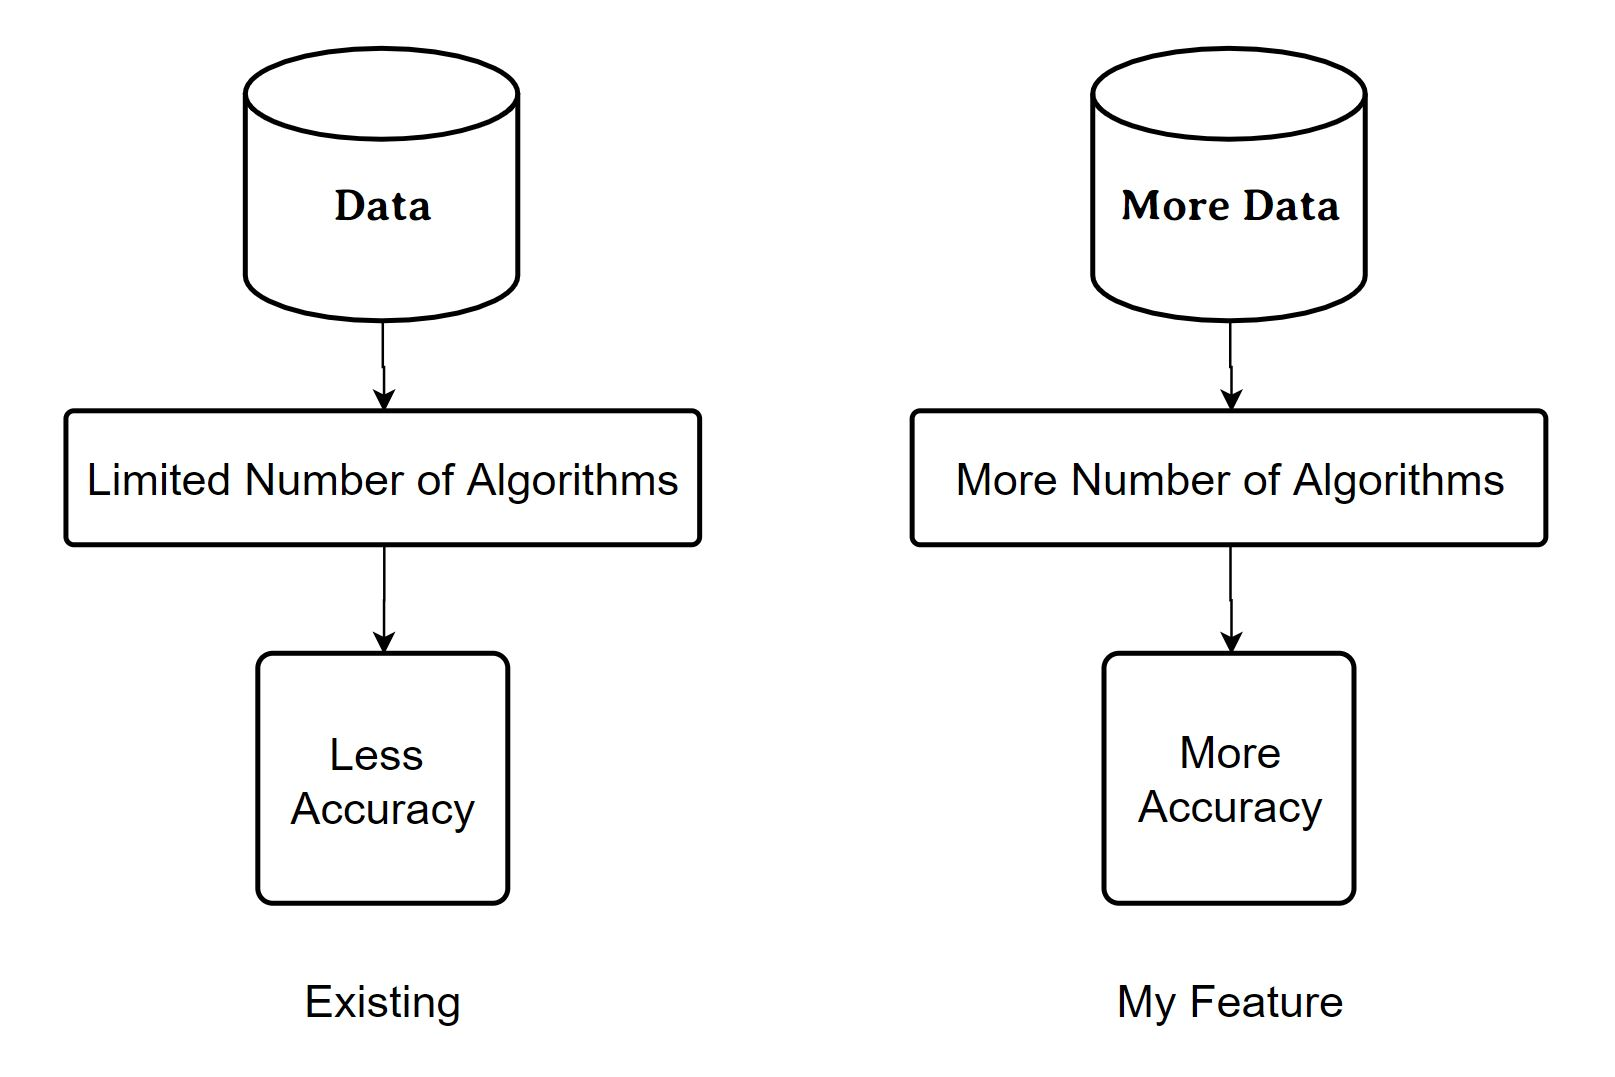 Data
Limited Number of Algorithms
Less
Accuracy
Existing
More Data
More Number of Algorithms
More
Accuracy
My Feature